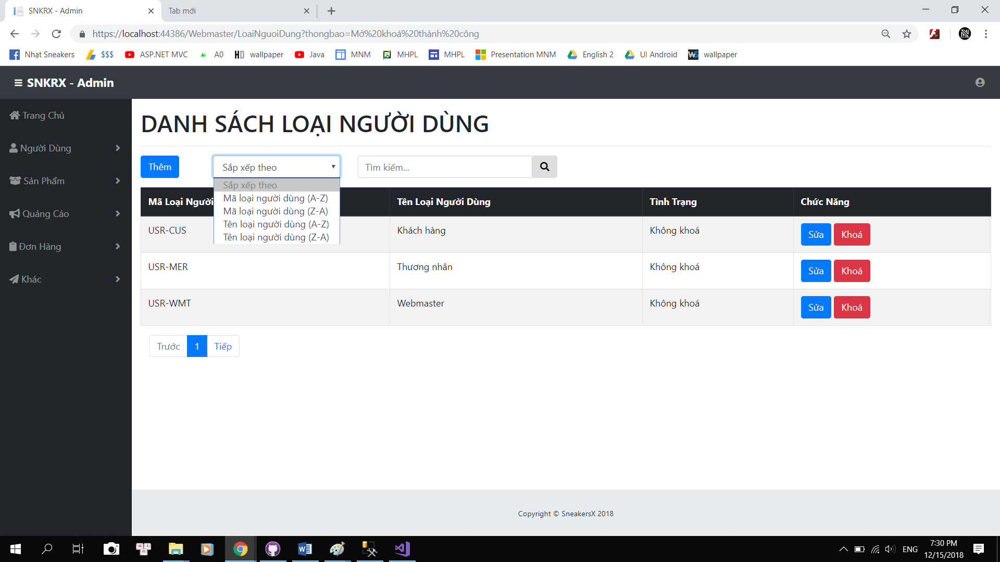 SNKRX - Admin
Tab mới
https://localhost:44386/Webmaster/LoaiNguoiDung?thongbao=Mở%20khoá%20thành%20công
Nhạt Sneakers
$$$
ASP.NET MVC
A0
HD wallpaper
Java
MNM
MHPL
MHPL
Presentation MNM
English 2
UI Android
wallpaper
SNKRX - Admin
Trang Chủ
Người Dùng
Sản Phẩm
Quảng Cáo
Đơn Hàng
Khác
DANH SÁCH LOẠI NGƯỜI DÙNG
Thêm
Sắp xếp theo
Tìm kiếm...
Sắp xếp theo
Mã loại người dùng (A-Z)
Mã loại người dùng (Z-A)
Tên loại người dùng (A-Z)
Tên loại người dùng (Z-A)
Mã Loại Người
Tên Loại Người Dùng
Tình Trạng
Chức Năng
USR-CUS
Khách hàng
Không khoá
Sửa
Khoá
USR-MER
Thương nhân
Không khoá
Sửa
Khoá
USR-WMT
Webmaster
Không khoá
Sửa
Khoá
Trước
1
Tiếp
Copyright © SneakersX 2018
ENG
7:30 PM
12/15/2018